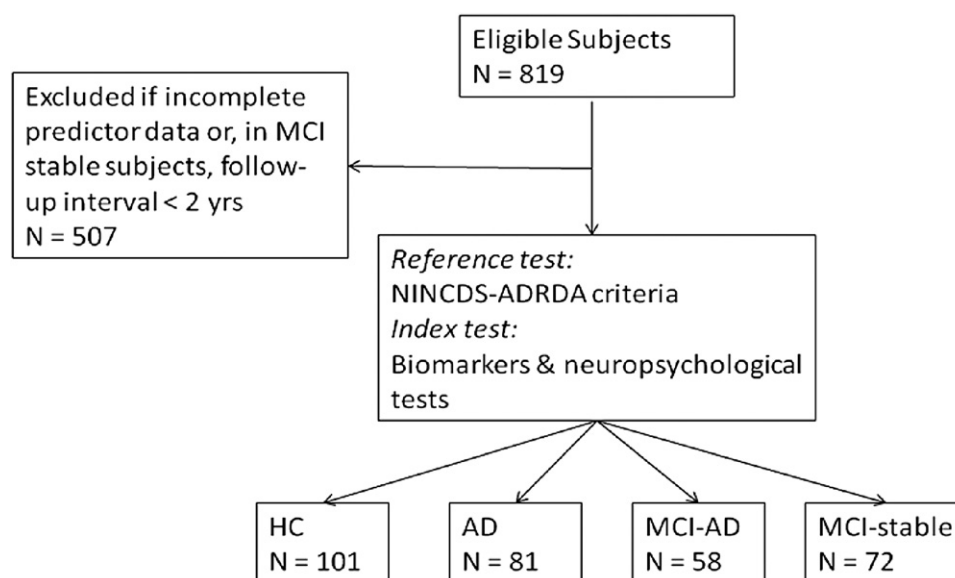 Eligible Subjects
N = 819
Excluded if incomplete
predictor data or, in MCI
stable subjects, follow-
up interval < 2 yrs
N = 507
Reference test:
NINCDS-ADRDA criteria
Index test:
Biomarkers & neuropsychological
tests
HC
N = 101
AD
N = 81
MCI-AD
N = 58
MCI-stable
N = 72